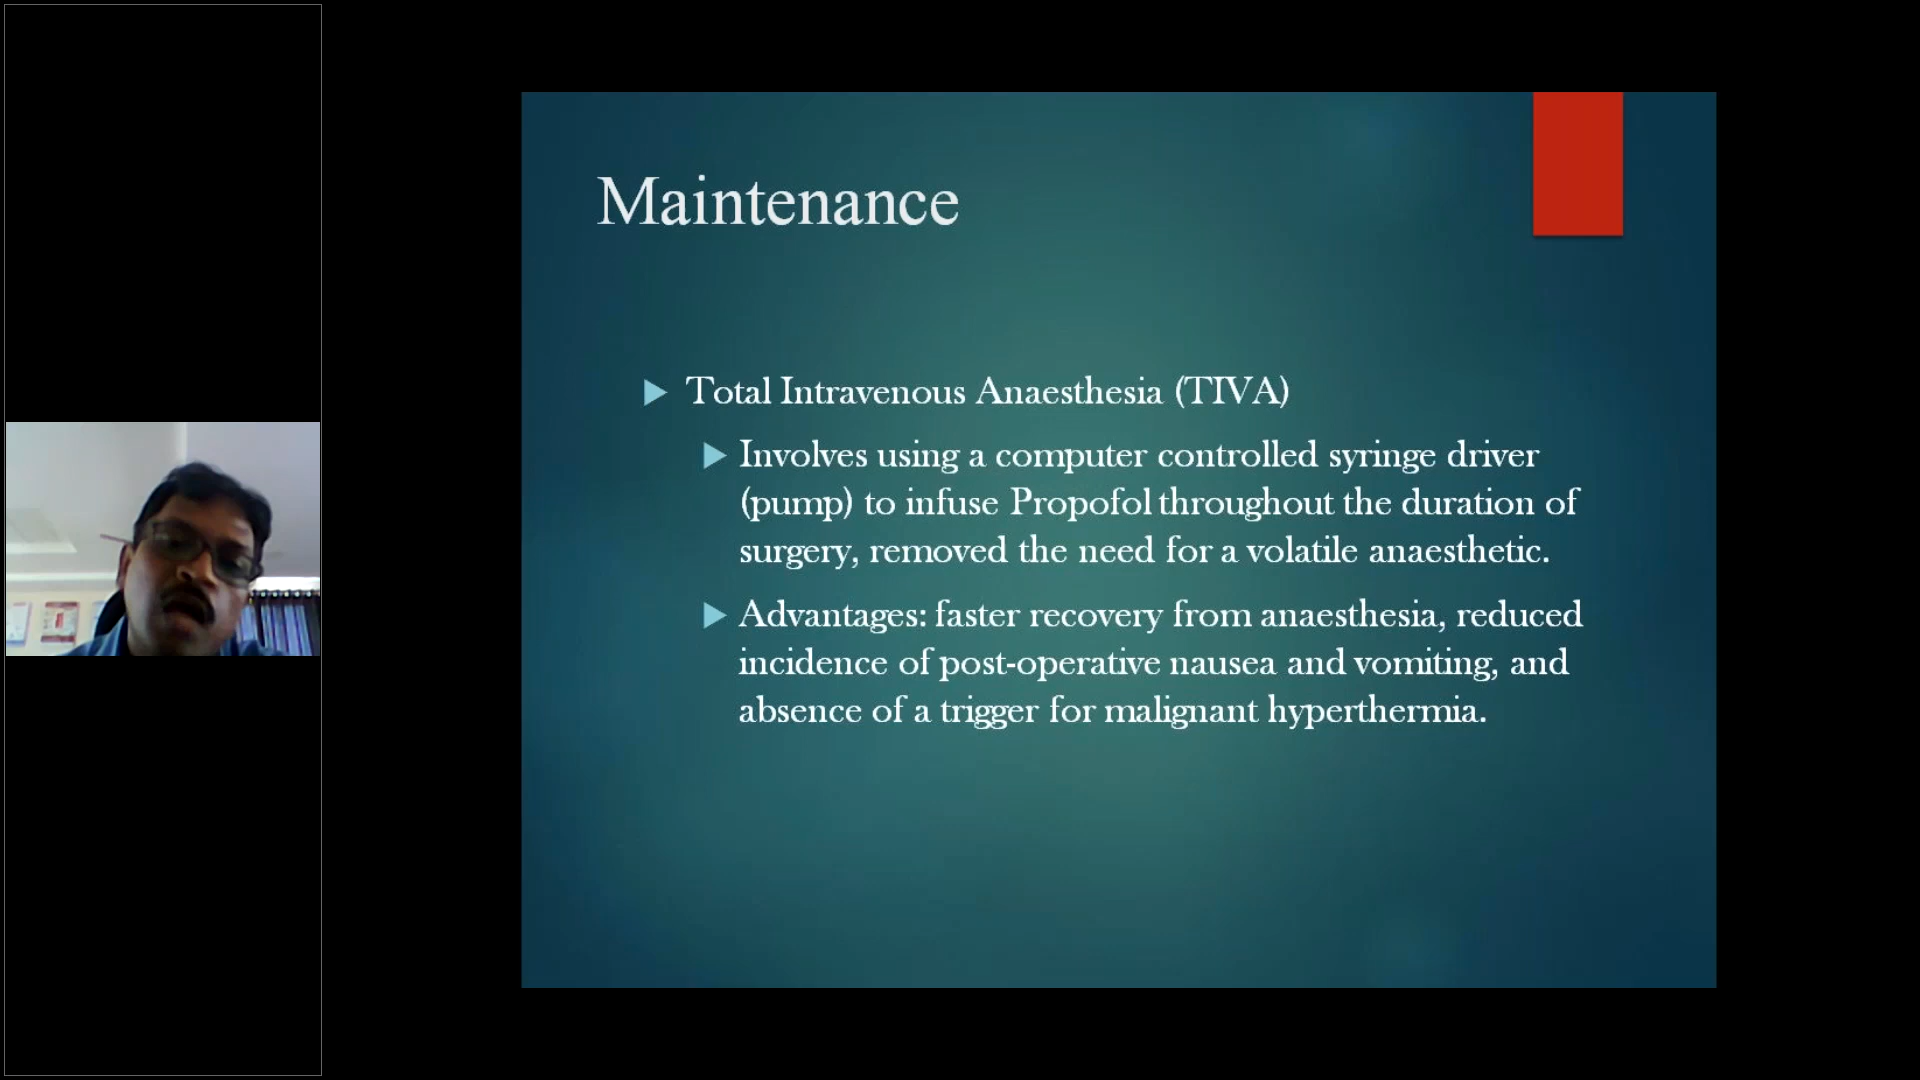 Maintenance
Total Intravenous Anaesthesia (TIVA)
Involves using a computer controlled syringe driver
(pump) to infuse Propofol throughout the duration of
surgery, removed the need for a volatile anaesthetic.
Advantages: faster recovery from anaesthesia, reduced
incidence of post-operative nausea and vomiting, and
absence of a trigger for malignant hyperthermia.